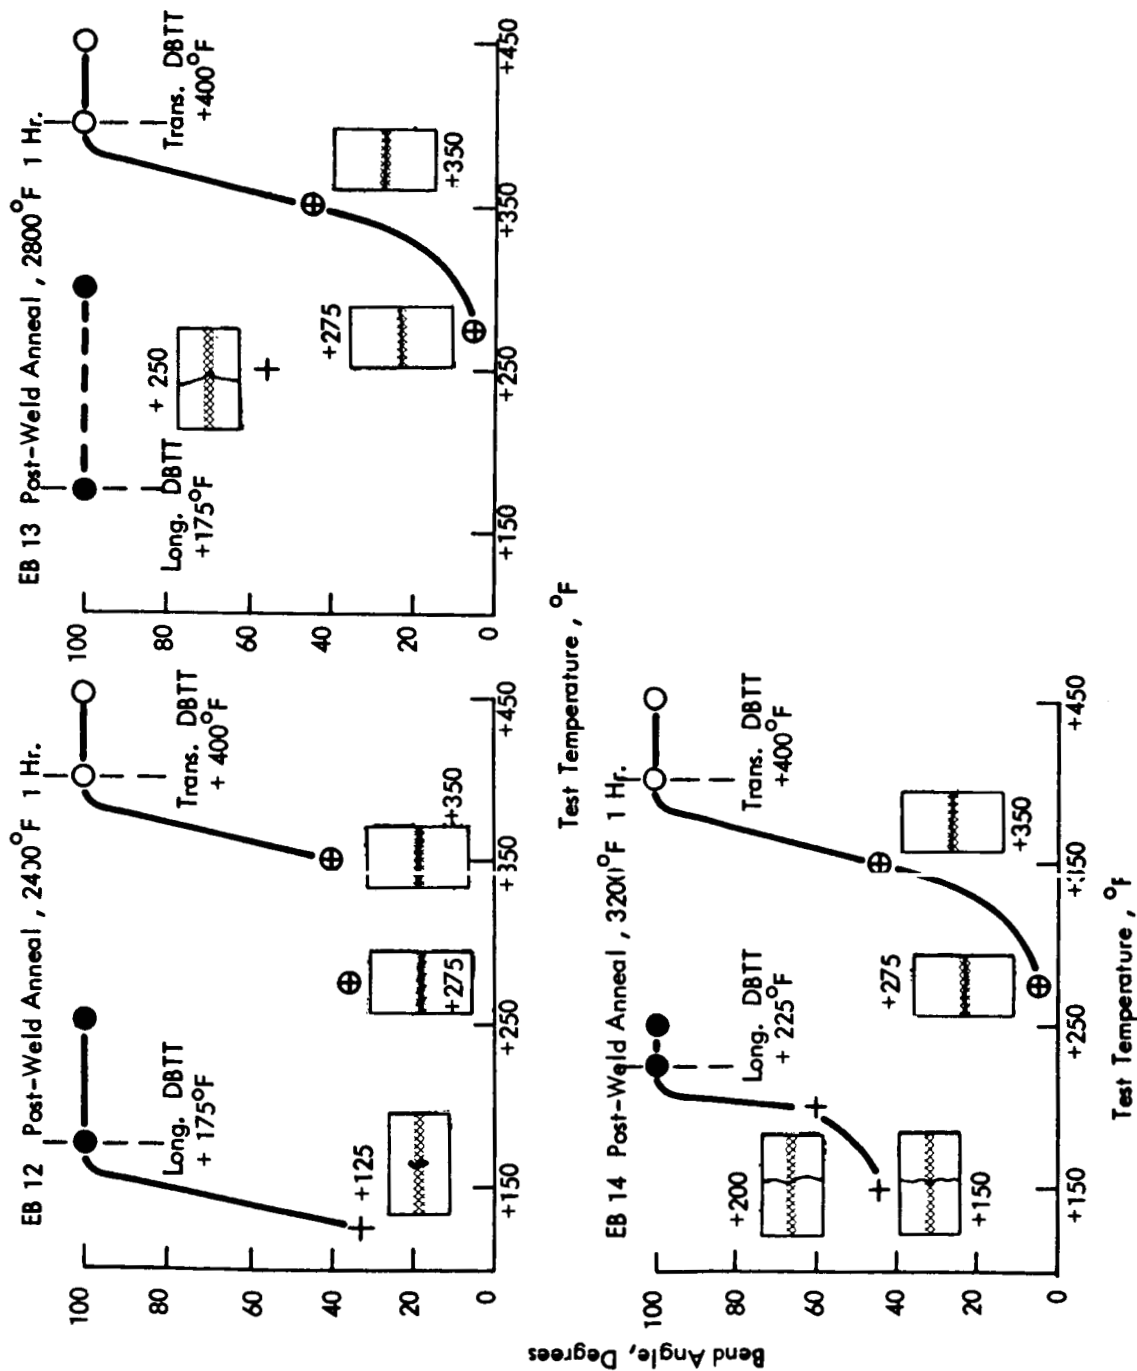 EB 12 Post-Weld Anneal, 2400°F 1 Hr.
100
80
60
40
20
0
Long. DBTT
+ 175°F
Trans. DBTT
+ 400°F
+125
+275
+350
+150
+250
+350
+450
EB 13 Post-Weld Anneal, 2800°F 1 Hr.
100
80
60
40
20
0
Long. DBTT
+175°F
Trans. DBTT
+400°F
+ 250
+275
+350
+150
+250
+350
+450
Test Temperature, °F
EB 14 Post-Weld Anneal, 3200°F 1 Hr.
100
80
60
40
20
0
Long. DBTT
+ 225°F
Trans. DBTT
+400°F
+200
+150
+275
+350
+150
+250
+350
+450
Test Temperature, °F
Bend Angle, Degrees